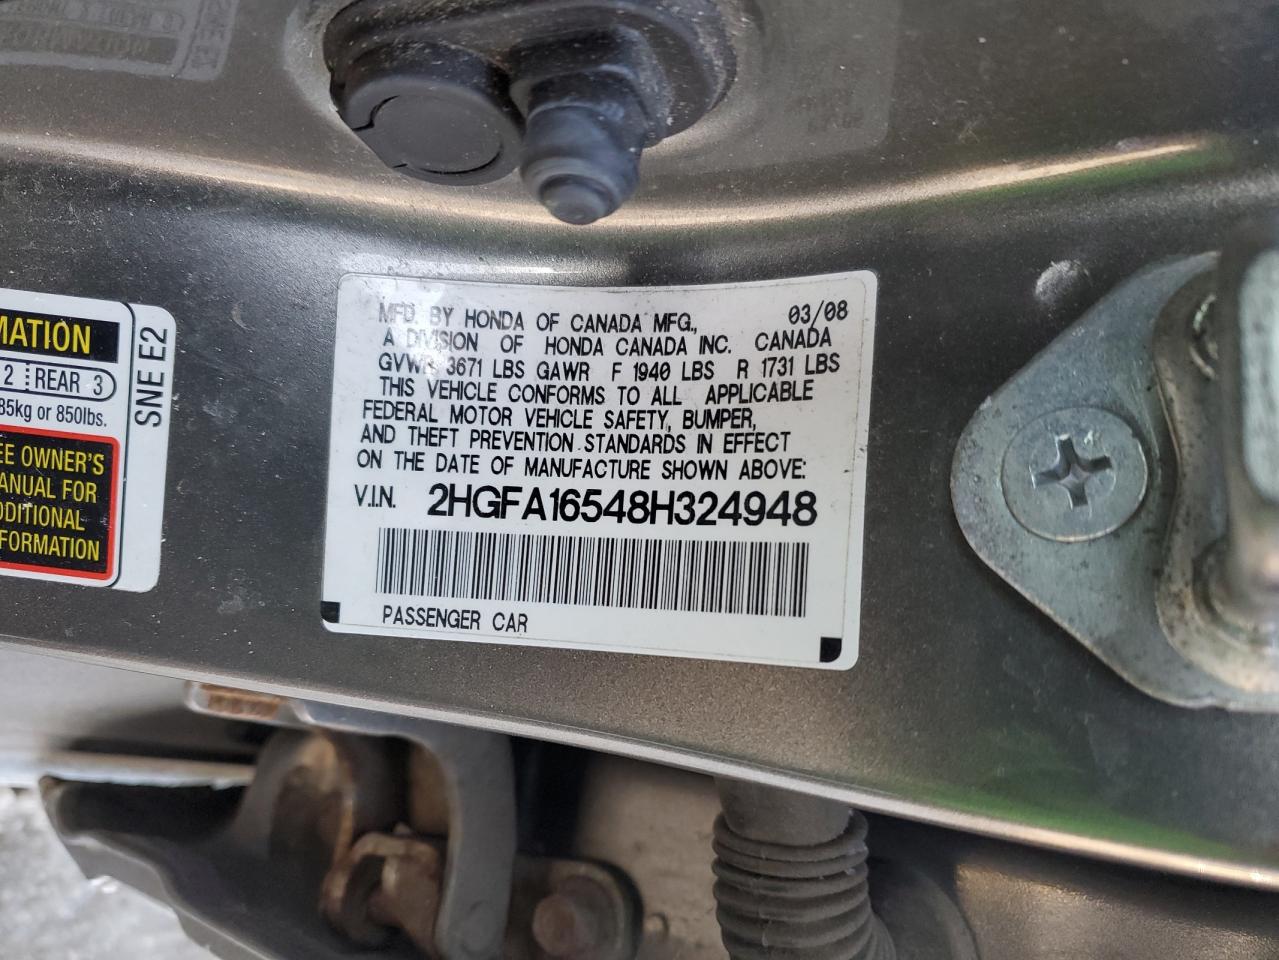 MATION
2 REAR 3
85kg or 850lbs.
EE OWNER'S
ANUAL FOR
DDITIONAL
FORMATION
SNE E2
MFD. BY HONDA OF CANADA MFG., 03/08
A DIVISION OF HONDA CANADA INC. CANADA
GVWR 3671 LBS GAWR F 1940 LBS R 1731 LBS
THIS VEHICLE CONFORMS TO ALL APPLICABLE
FEDERAL MOTOR VEHICLE SAFETY, BUMPER,
AND THEFT PREVENTION STANDARDS IN EFFECT
ON THE DATE OF MANUFACTURE SHOWN ABOVE:
V.I.N. 2HGFA16548H324948
PASSENGER CAR